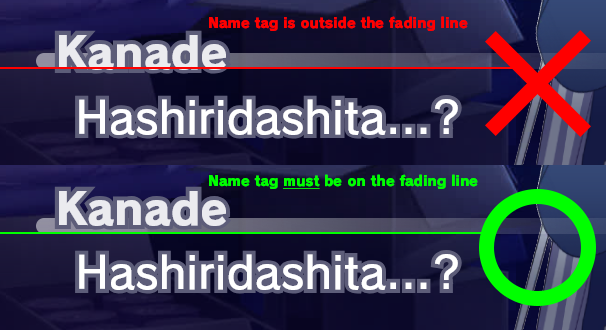 Name tag is outside the fading line
Kanade
Hashiridashita...?
Name tag must be on the fading line
Kanade
Hashiridashita...?